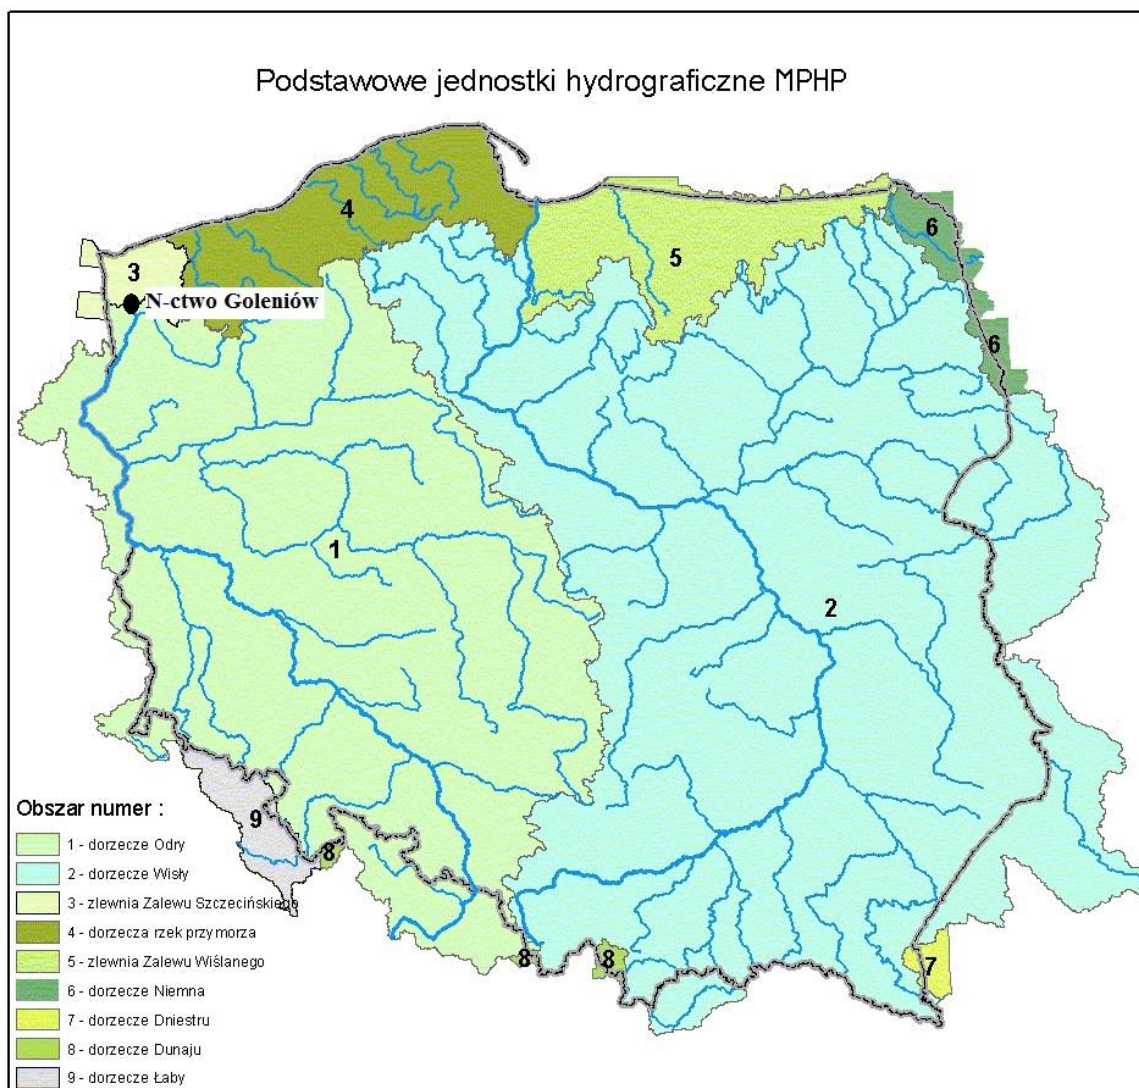 Podstawowe jednostki hydrograficzne MPHP
4
6
3
5
N-ctwo Goleniów
6
1
2
9
8
8
8
7
Obszar numer :
1 - dorzecze Odry
2 - dorzecze Wisły
3 - zlewnia Zalewu Szczecińskiego
4 - dorzecza rzek przymorza
5 - zlewnia Zalewu Wiślanego
6 - dorzecze Niemna
7 - dorzecze Dniestru
8 - dorzecze Dunaju
9 - dorzecze Łaby